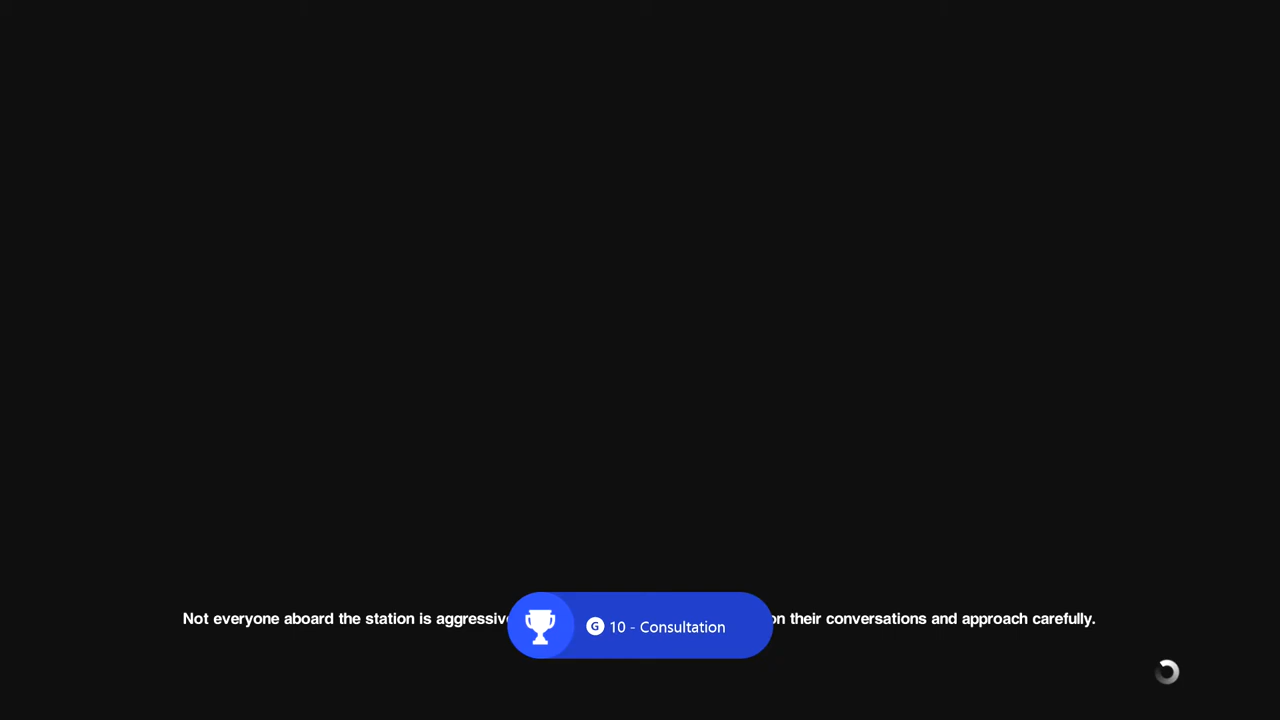 Not everyone aboard the station is aggressive
on their conversations and approach carefully.
G 10 - Consultation